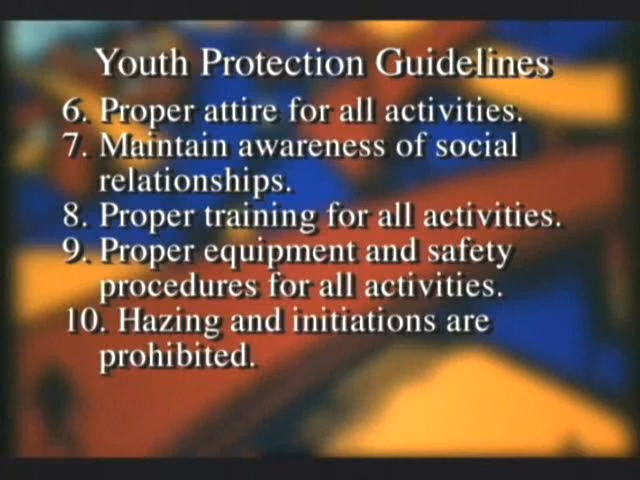 Youth Protection Guidelines
6. Proper attire for all activities.
7. Maintain awareness of social
relationships.
8. Proper training for all activities.
9. Proper equipment and safety
procedures for all activities.
10. Hazing and initiations are
prohibited.